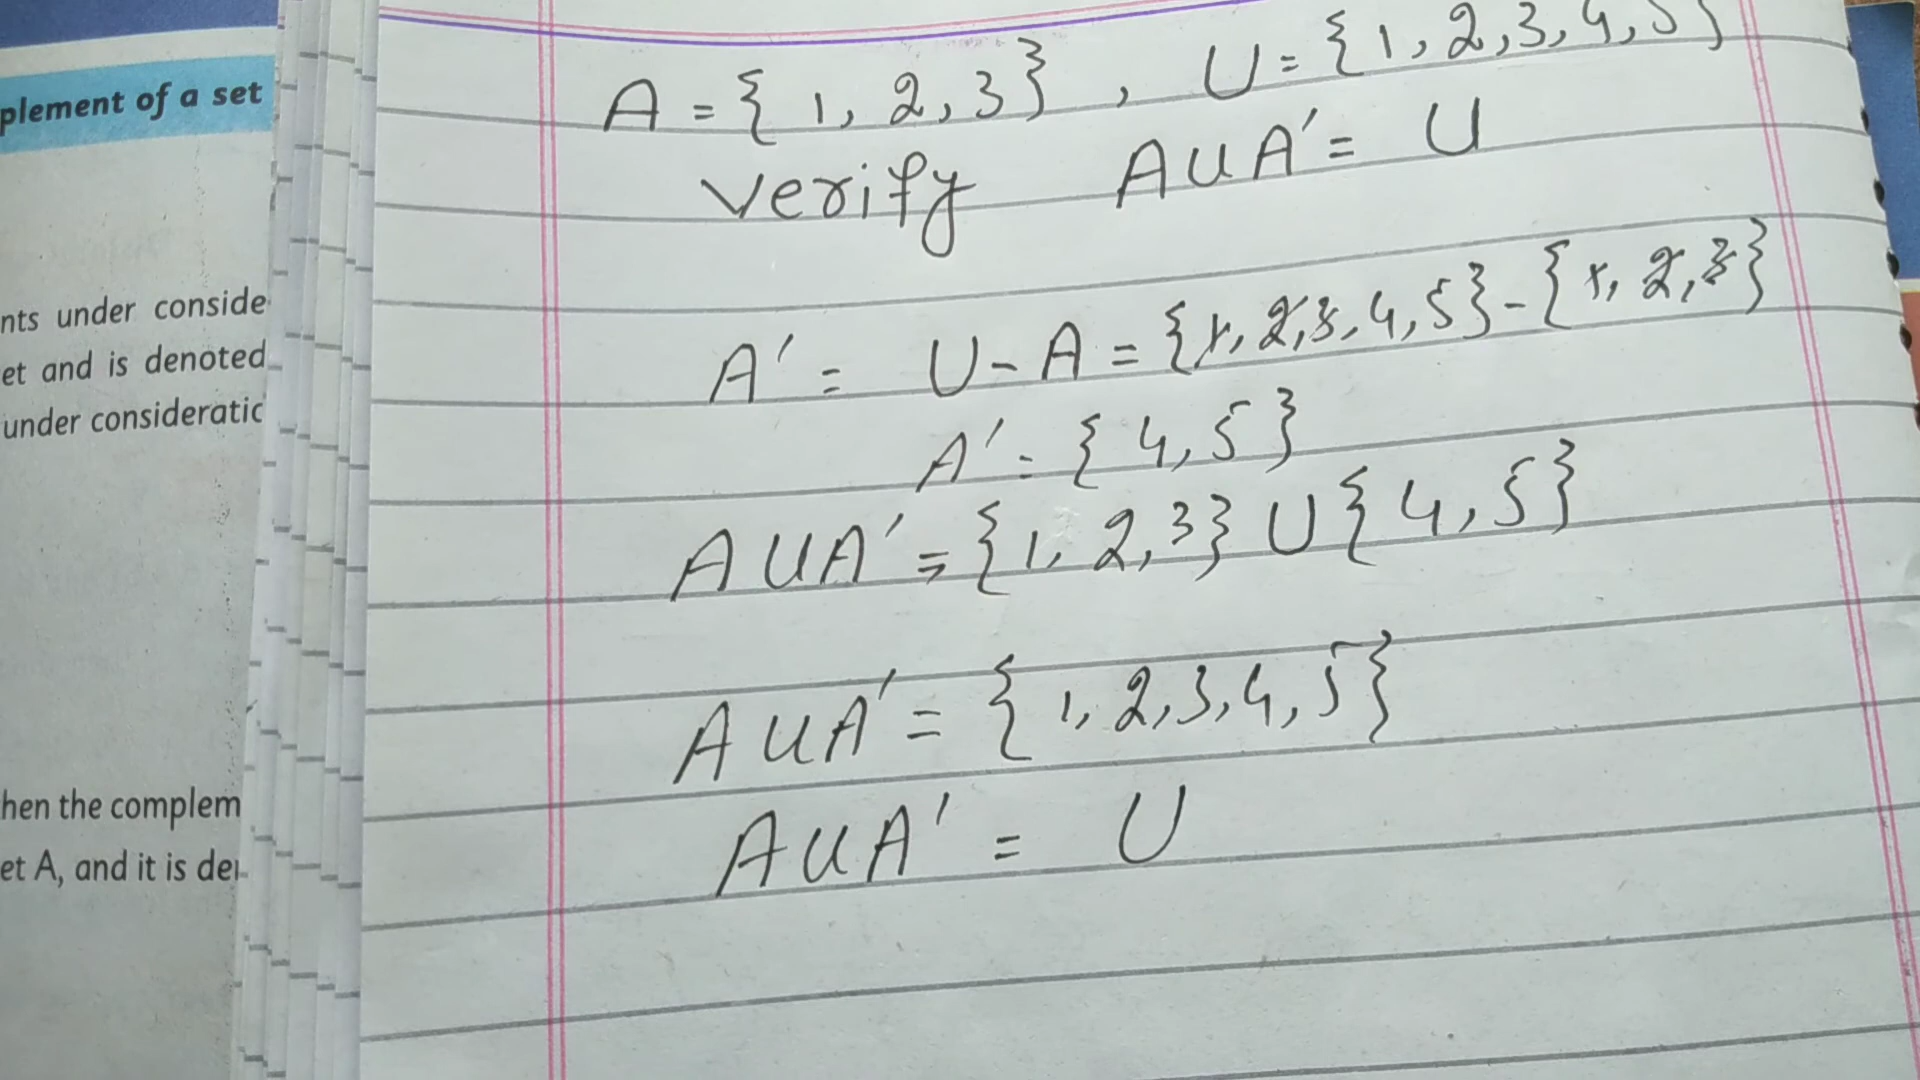 plement of a set
nts under conside
et and is denoted
under consideratic
hen the complem
et A, and it is der
A = { 1, 2, 3 } , U = { 1, 2, 3, 4, 5 }
Verify A U A' = U
A' = U - A = {1, 2, 3, 4, 5} - {1, 2, 3}
A' = { 4, 5 }
A U A' = {1, 2, 3} U { 4, 5 }
A U A' = { 1, 2, 3, 4, 5 }
A U A' = U